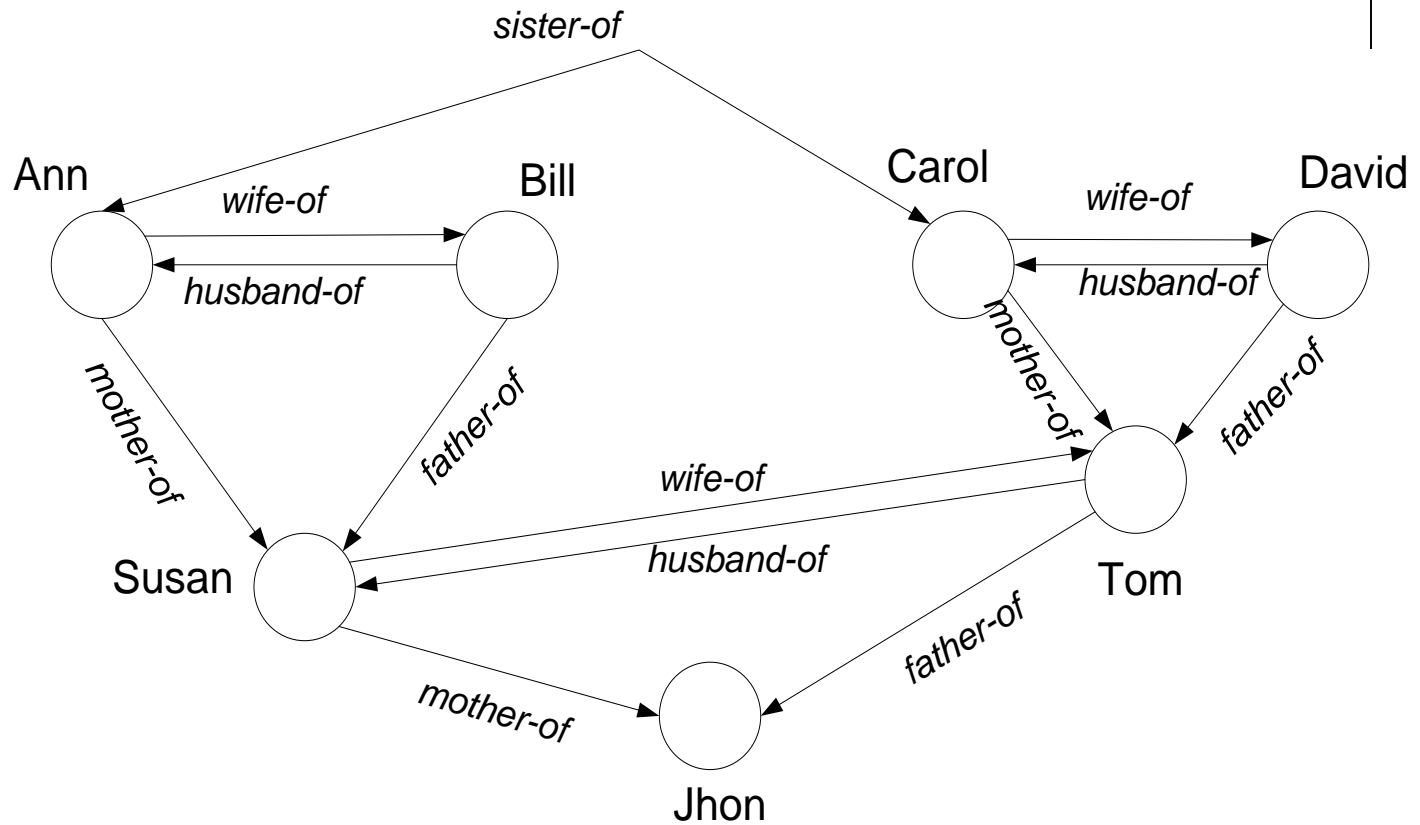 sister-of
Ann
Bill
Carol
David
wife-of
wife-of
husband-of
husband-of
mother-of
father-of
mother-of
father-of
wife-of
husband-of
Susan
Tom
mother-of
father-of
Jhon